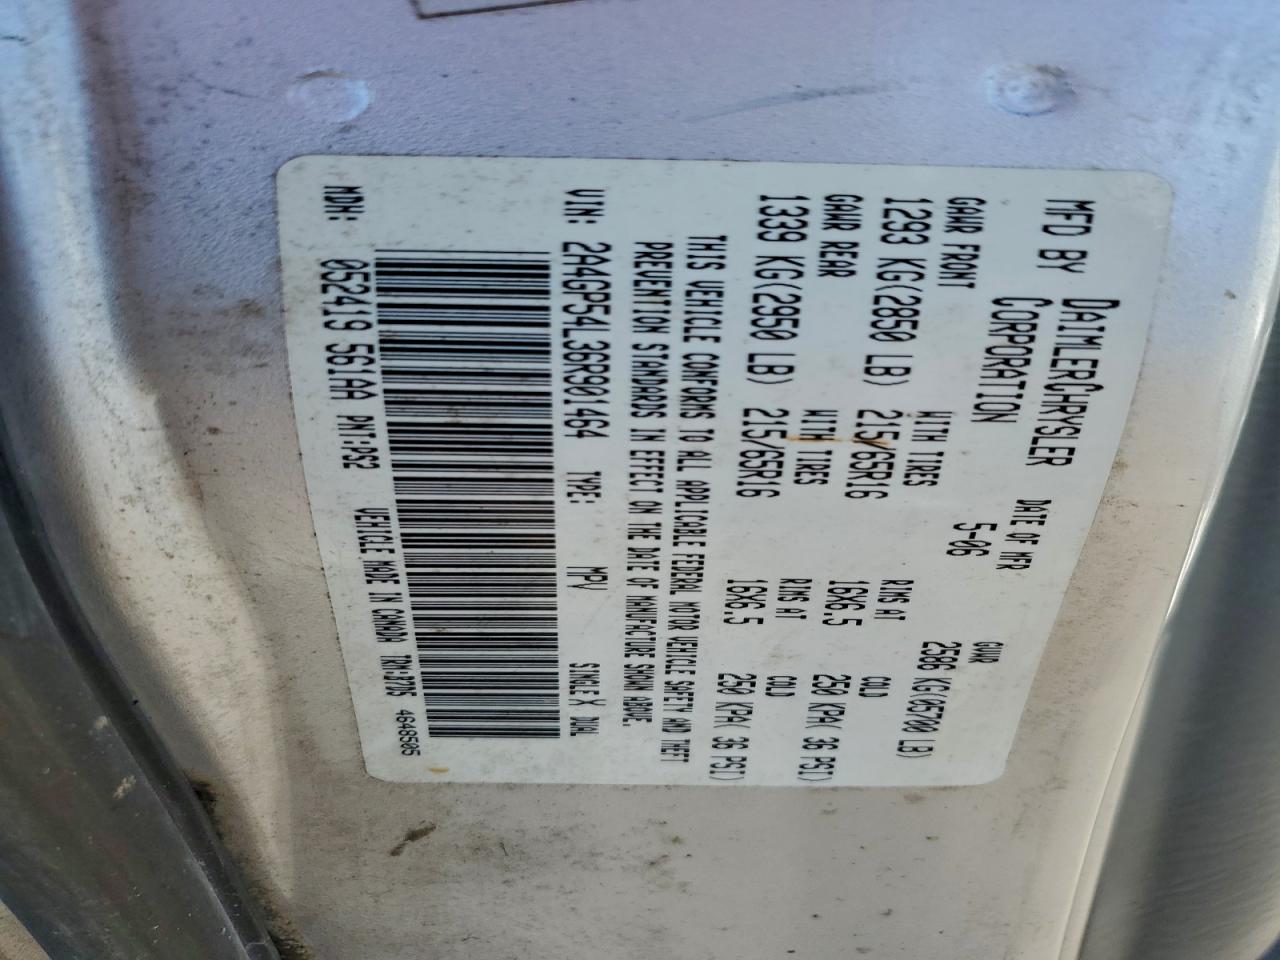 MFD BY DAIMLERCHRYSLER CORPORATION DATE OF MFR 5-06 GVWR 2586 KG(05700 LB)
GAWR FRONT WITH TIRES RIMS AT COLD
1293 KG(2850 LB) 215/65R16 16X6.5 250 KPA( 36 PSI)
GAWR REAR WITH TIRES RIMS AT COLD
1339 KG(2950 LB) 215/65R16 16X6.5 250 KPA( 36 PSI)
THIS VEHICLE CONFORMS TO ALL APPLICABLE FEDERAL MOTOR VEHICLE SAFETY AND THEFT
PREVENTION STANDARDS IN EFFECT ON THE DATE OF MANUFACTURE SHOWN ABOVE.
VIN: 2A4GP54L36R901464 TYPE: MPV SINGLE X DUAL
MDH: 052419 561AA PNT:PS2 VEHICLE MADE IN CANADA TRM:32D5 4648505